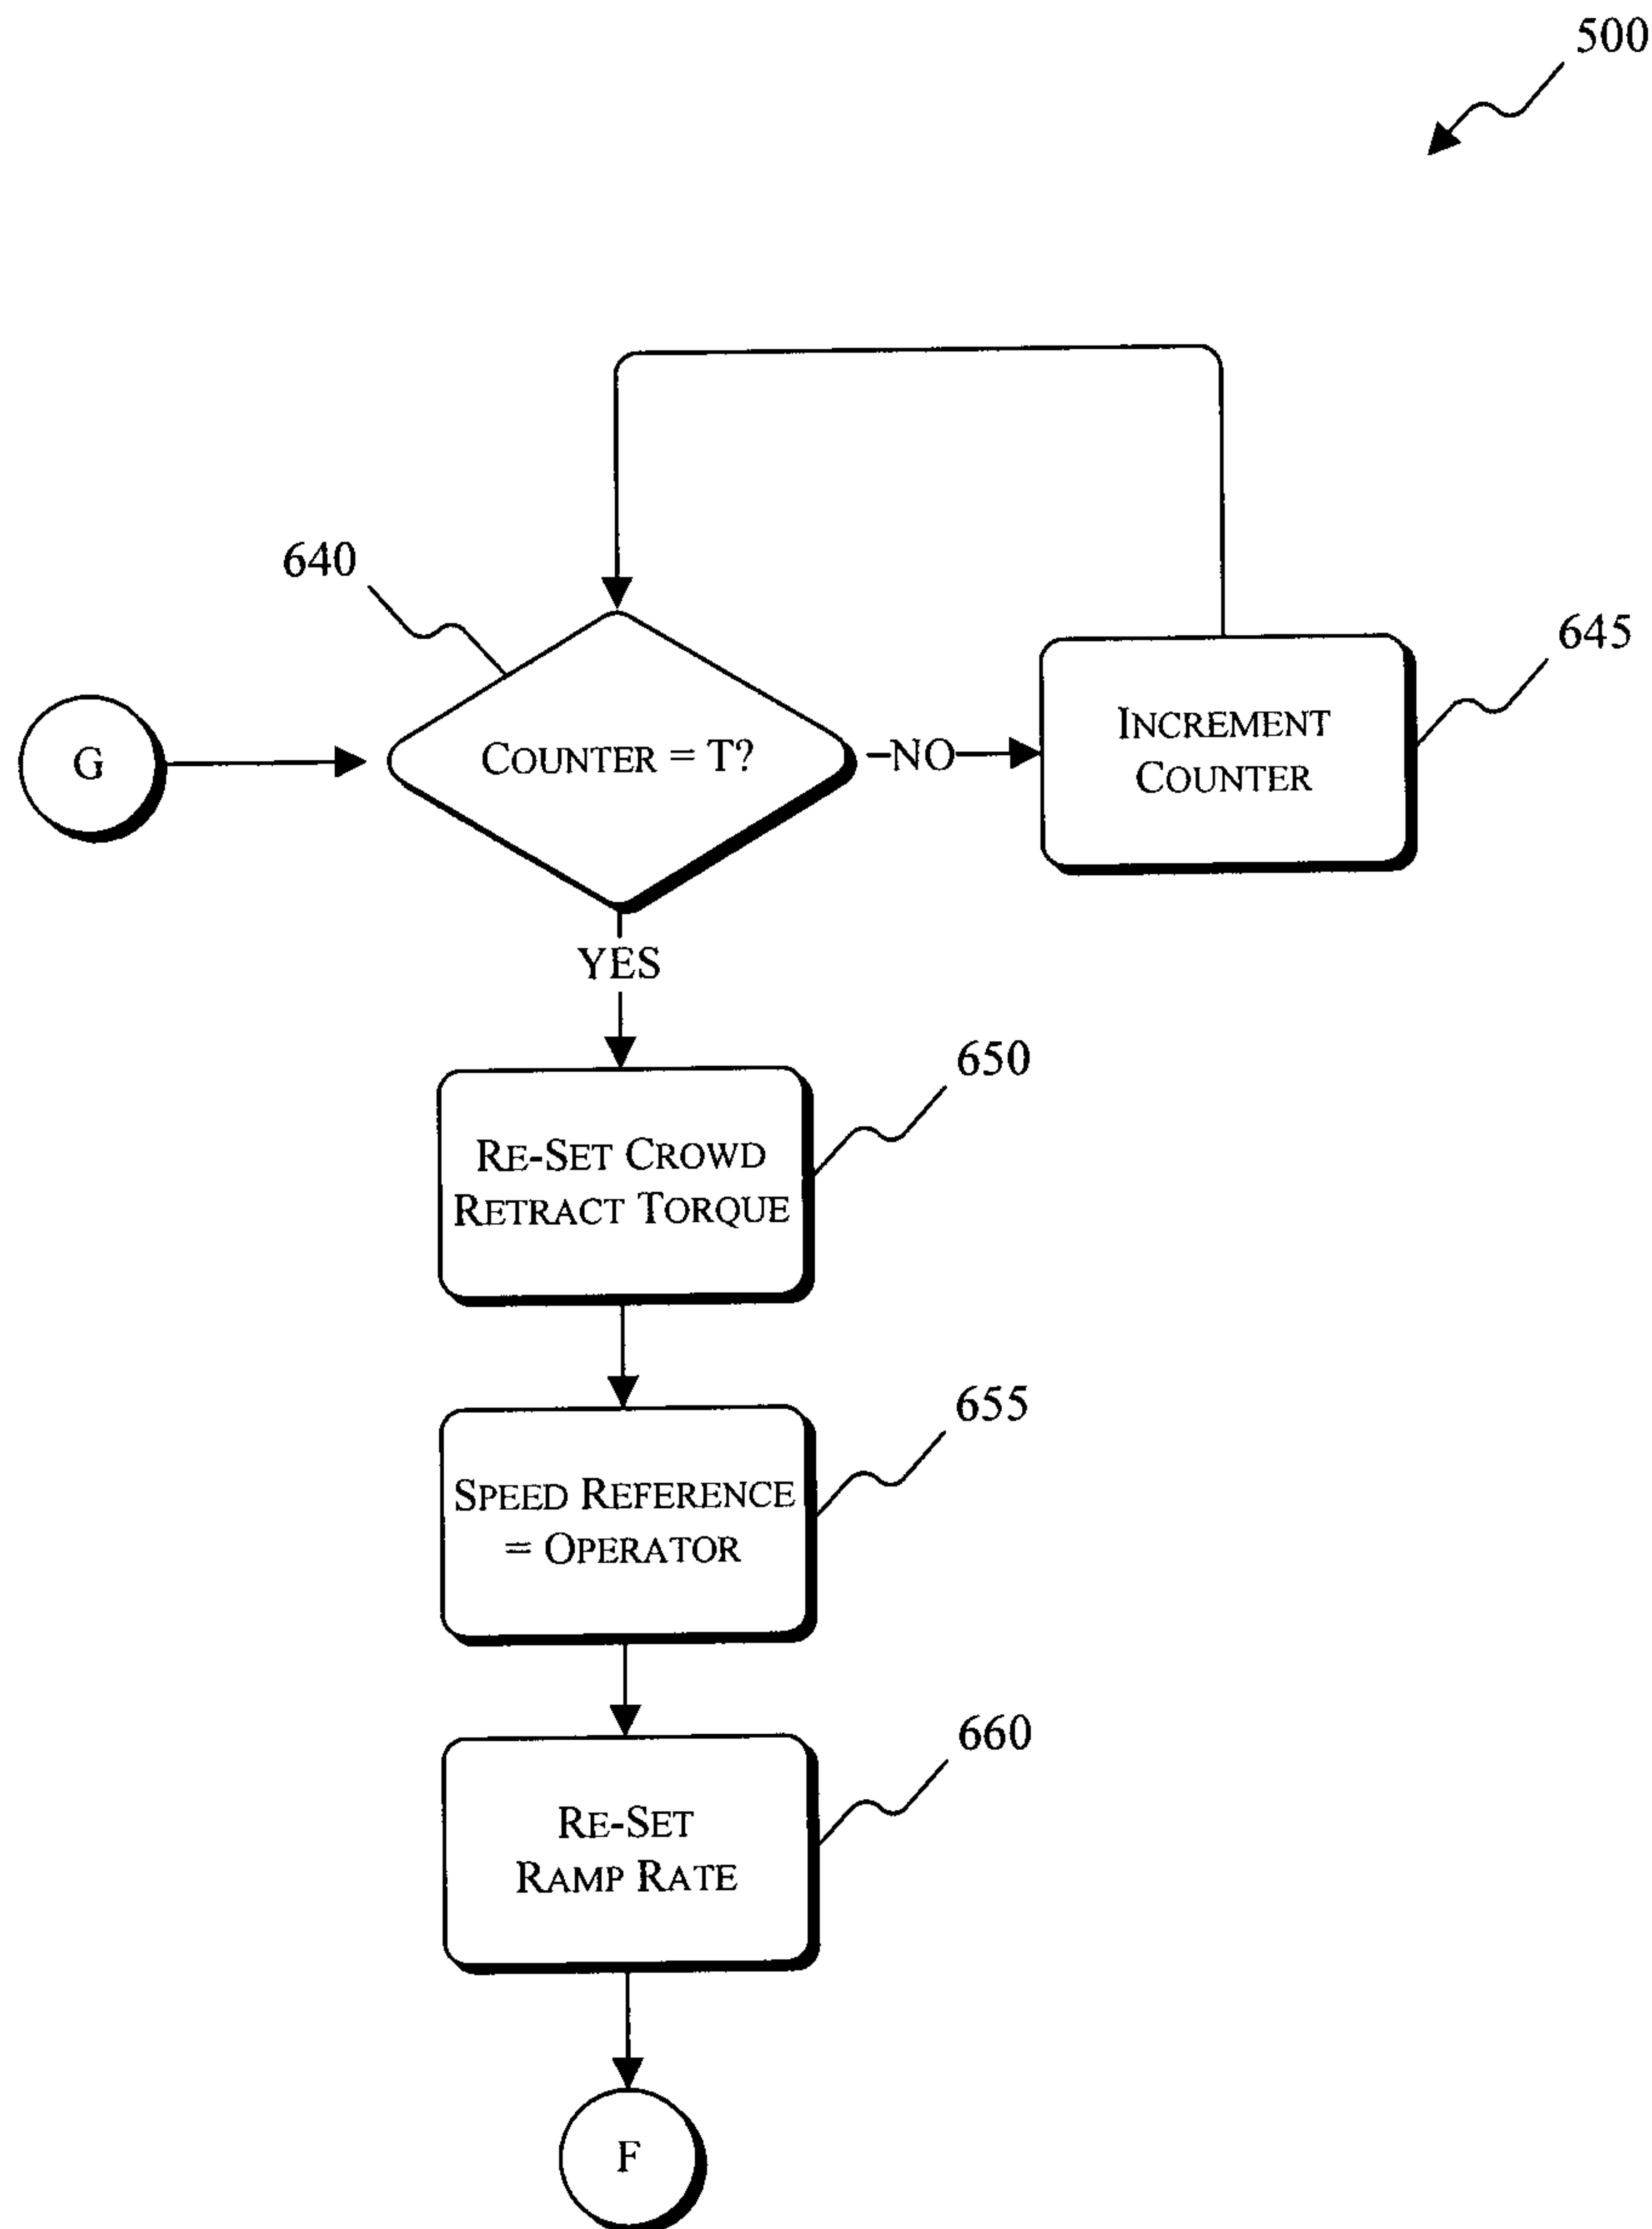 500
640
645
G
COUNTER = T?
–NO
INCREMENT
COUNTER
YES
650
RE-SET CROWD
RETRACT TORQUE
655
SPEED REFERENCE
= OPERATOR
660
RE-SET
RAMP RATE
F